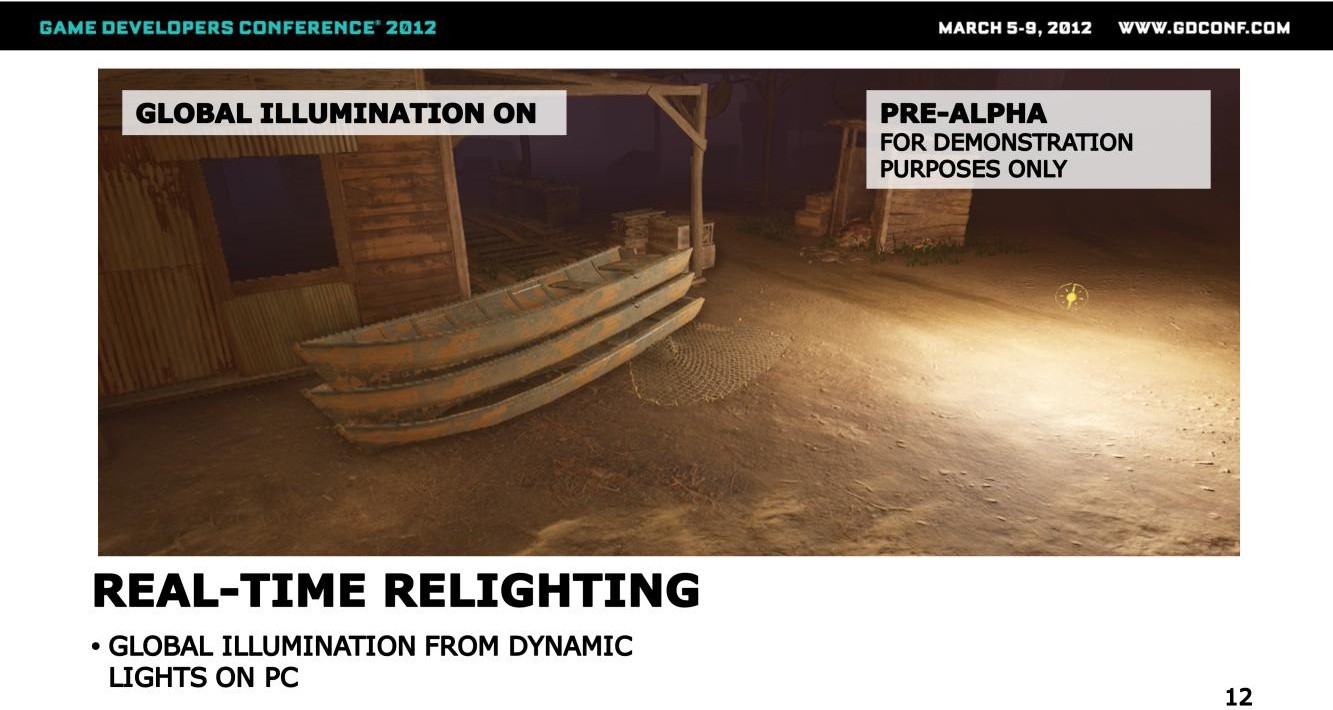 GAME DEVELOPERS CONFERENCE® 2012
MARCH 5-9, 2012 WWW.GDCONF.COM
GLOBAL ILLUMINATION ON
PRE-ALPHA
FOR DEMONSTRATION
PURPOSES ONLY
REAL-TIME RELIGHTING
• GLOBAL ILLUMINATION FROM DYNAMIC
LIGHTS ON PC
12